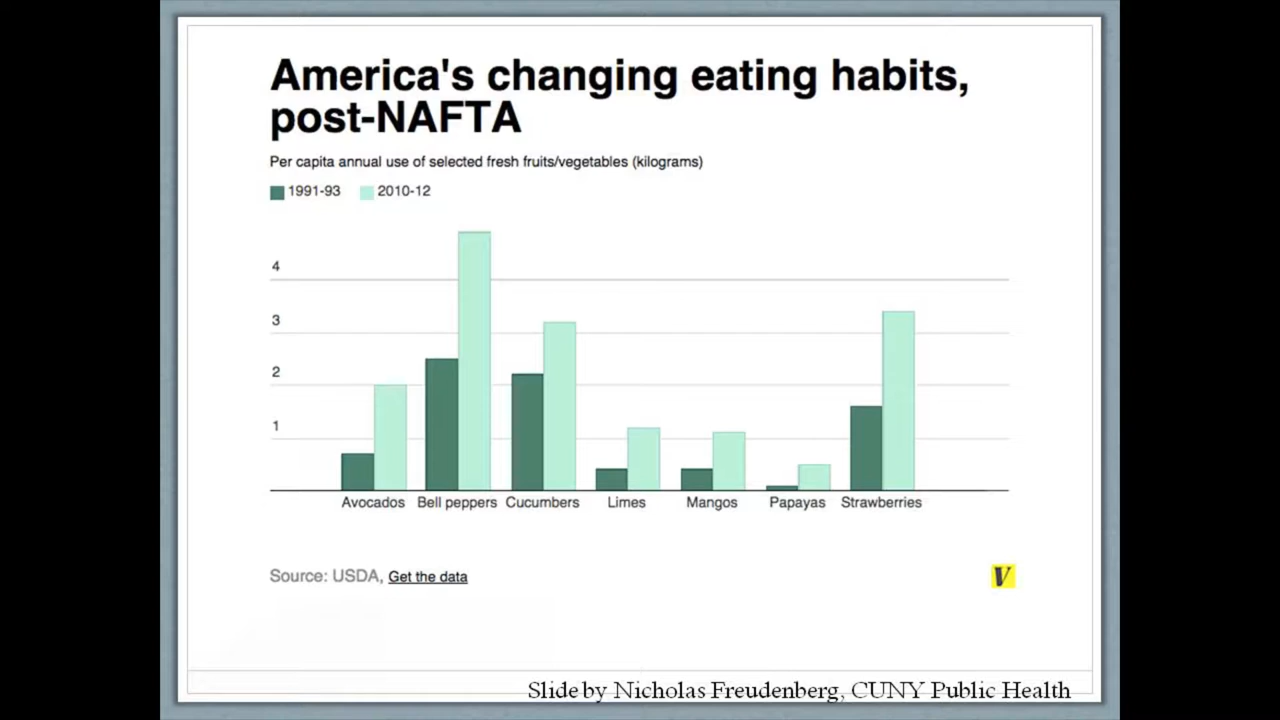 America's changing eating habits,
post-NAFTA
Per capita annual use of selected fresh fruits/vegetables (kilograms)
1991-93 2010-12
4
3
2
1
Avocados Bell peppers Cucumbers Limes Mangos Papayas Strawberries
Source: USDA, Get the data
V
Slide by Nicholas Freudenberg, CUNY Public Health